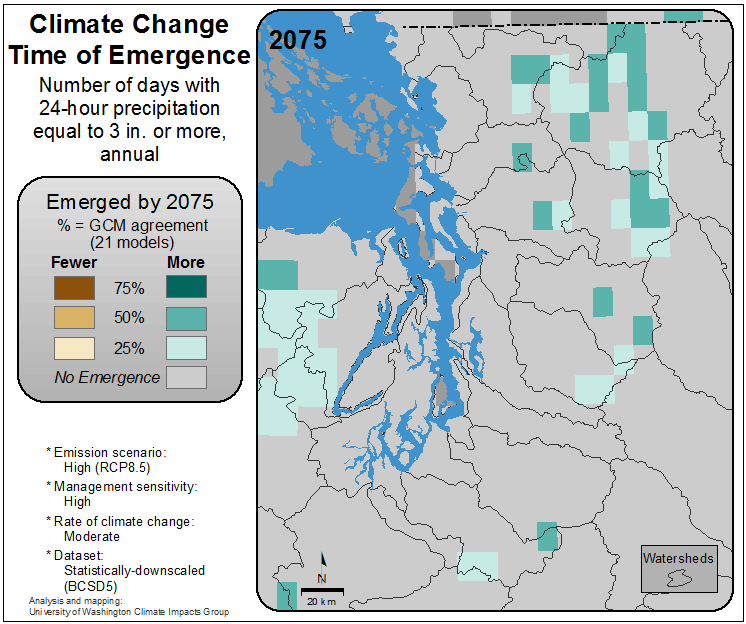 Climate Change
Time of Emergence
Number of days with
24-hour precipitation
equal to 3 in. or more,
annual
Emerged by 2075
% = GCM agreement
(21 models)
Fewer More
75%
50%
25%
No Emergence
* Emission scenario:
High (RCP8.5)
* Management sensitivity:
High
* Rate of climate change:
Moderate
* Dataset:
Statistically-downscaled
(BCSD5)
Analysis and mapping:
University of Washington Climate Impacts Group
2075
N
20 km
Watersheds